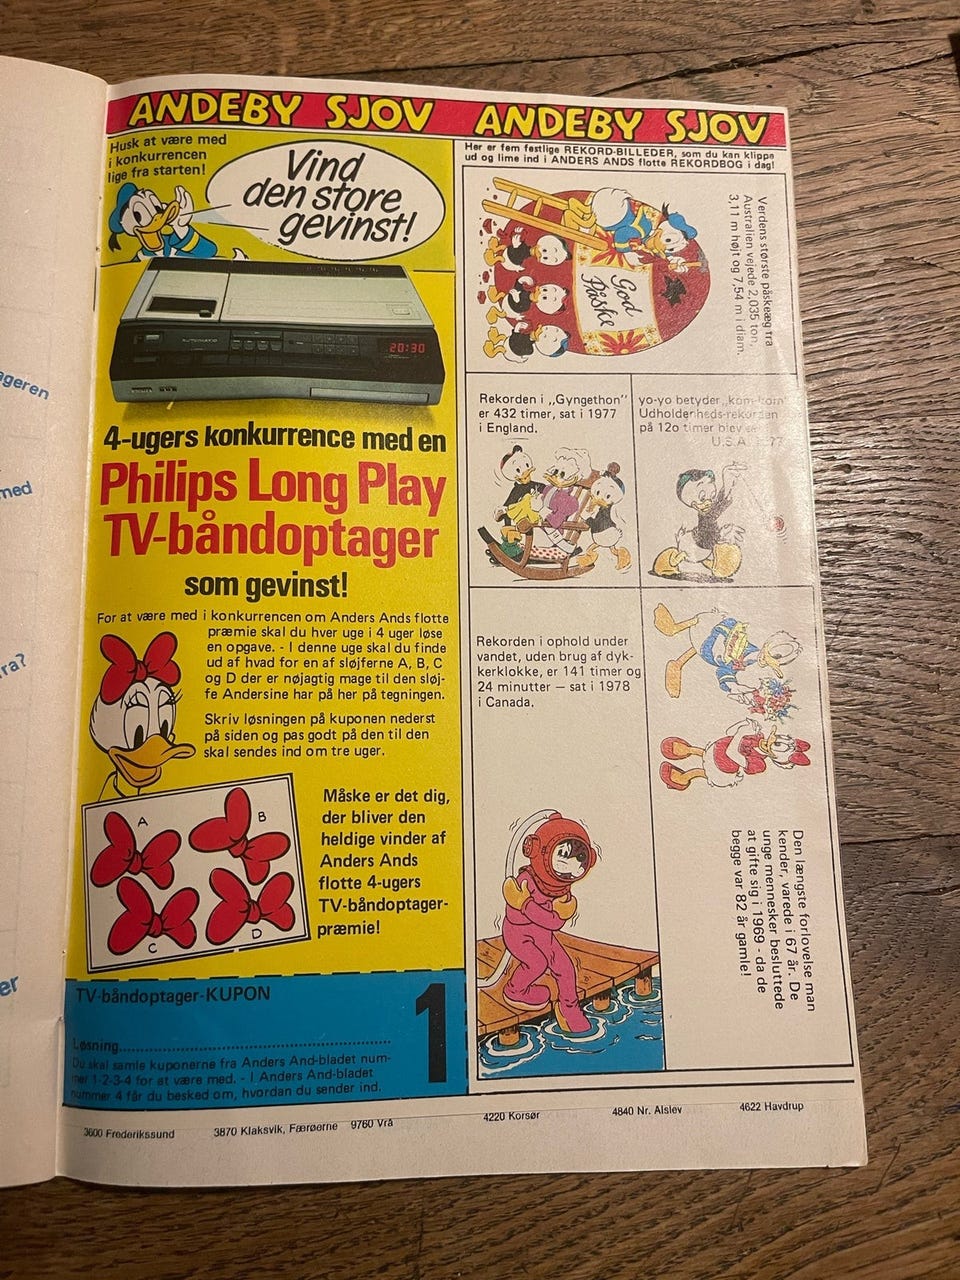 ANDEBY SJOV ANDEBY SJOV
Husk at være med
i konkurrencen
lige fra starten!
Vind
den store
gevinst!
AUTOMATIC
20:30
4-ugers konkurrence med en
Philips Long Play
TV-båndoptager
som gevinst!
For at være med i konkurrencen om Anders Ands flotte
præmie skal du hver uge i 4 uger løse
en opgave. - I denne uge skal du finde
ud af hvad for en af sløjferne A, B, C
og D der er nøjagtig mage til den sløj-
fe Andersine har på her på tegningen.
Skriv løsningen på kuponen nederst
på siden og pas godt på den til den
skal sendes ind om tre uger.
A
B
C
D
Måske er det dig,
der bliver den
heldige vinder af
Anders Ands
flotte 4-ugers
TV-båndoptager-
præmie!
TV-båndoptager-KUPON
1
Løsning
Du skal samle kuponerne fra Anders And-bladet num-
mer 1-2-3-4 for at være med. - I Anders And-bladet
nummer 4 får du besked om, hvordan du sender ind.
Her er fem festlige REKORD-BILLEDER, som du kan klippe
ud og lime ind i ANDERS ANDS flotte REKORDBOG i dag!
God
Påske
Verdens største påskeæg fra
Australien vejede 2,035 ton,
3,11 m højt og 7,54 m i diam.
Rekorden i „Gyngethon"
er 432 timer, sat i 1977
i England.
yo-yo betyder „kom-kom"
Udholdenheds-rekorden
på 12o timer blev
U.S.A.
Rekorden i ophold under
vandet, uden brug af dyk-
kerklokke, er 141 timer og
24 minutter — sat i 1978
i Canada.
Den længste forlovelse man
kender, varede i 67 år. De
unge mennesker besluttede
at gifte sig i 1969 - da de
begge var 82 år gamle!
3600 Frederikssund
3870 Klaksvik, Færøerne
9760 Vrå
4220 Korsør
4840 Nr. Alslev
4622 Havdrup
ageren
med
ra?
er